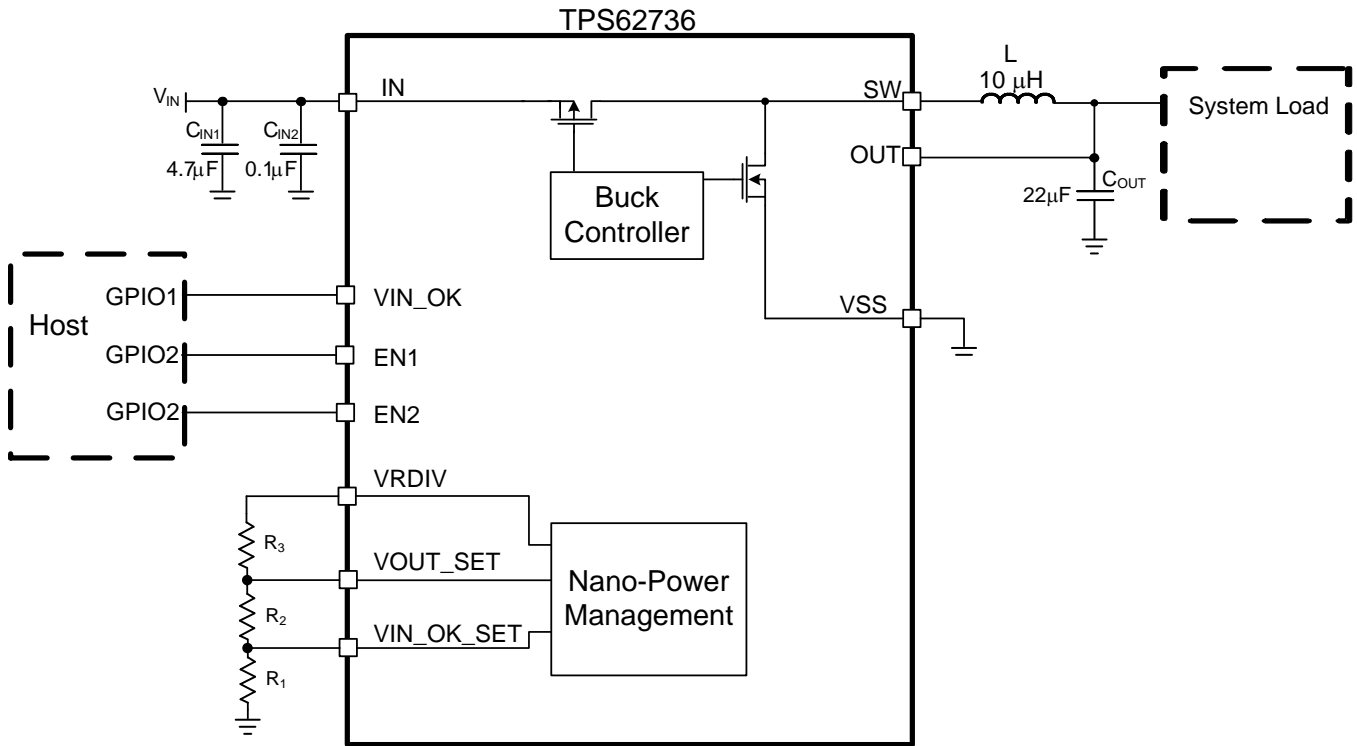 TPS62736
L
10 µH
VIN
IN
SW
System Load
CIN1
CIN2
4.7µF
0.1µF
OUT
Buck
Controller
COUT
22µF
GPIO1
VIN_OK
VSS
Host
GPIO2
EN1
GPIO2
EN2
VRDIV
R3
VOUT_SET
Nano-Power
Management
R2
VIN_OK_SET
R1